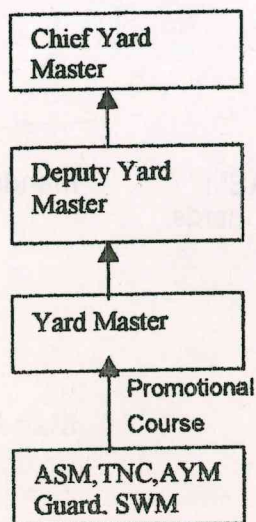 Chief Yard
Master
Deputy Yard
Master
Yard Master
Promotional
Course
ASM,TNC,AYM
Guard. SWM